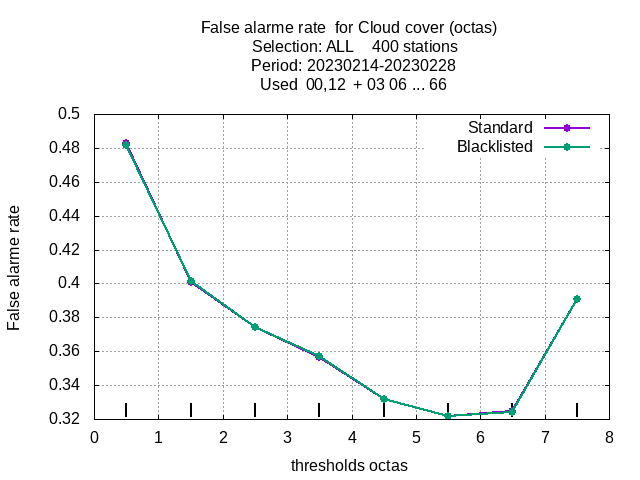 False alarme rate  for Cloud cover (octas)
Selection: ALL    400 stations
Period: 20230214-20230228
Used  00,12  + 03 06 ... 66
Standard
Blacklisted
False alarme rate
0.5
0.48
0.46
0.44
0.42
0.4
0.38
0.36
0.34
0.32
0 1 2 3 4 5 6 7 8
thresholds octas